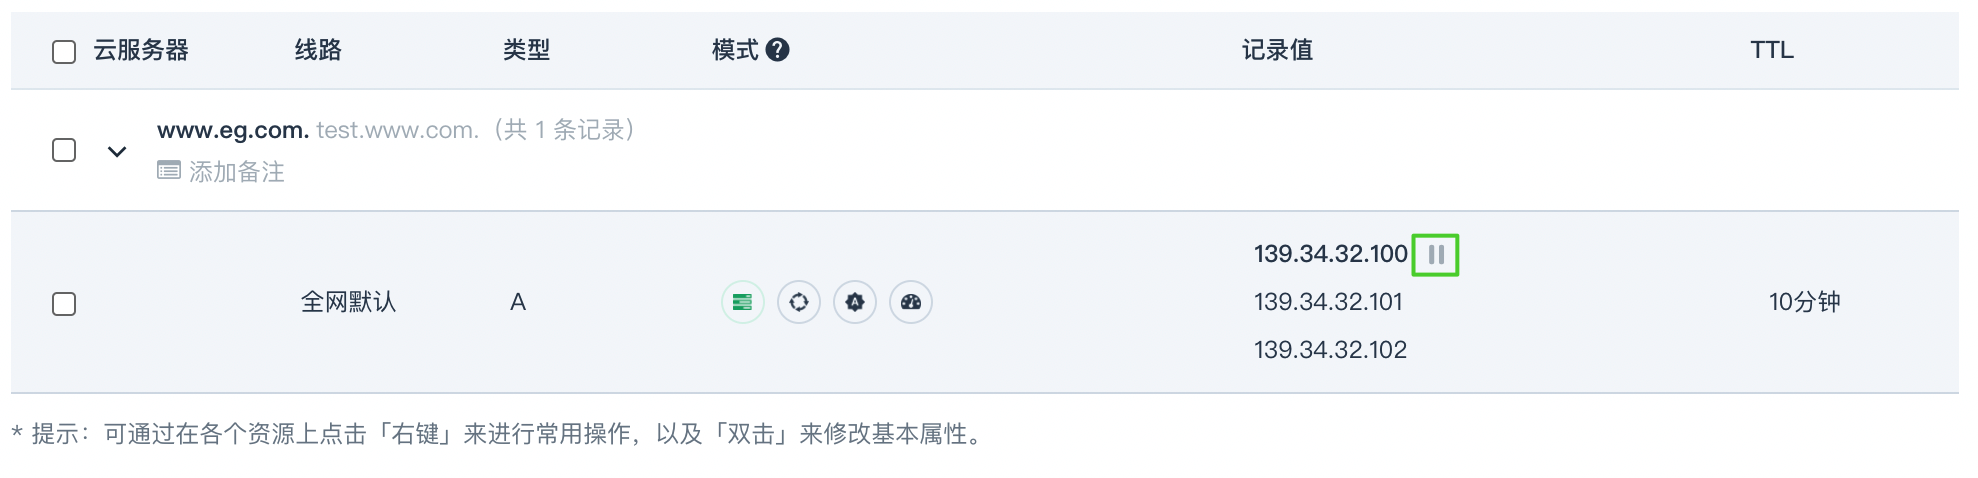 云服务器 线路 类型 模式 ? 记录值 TTL
www.eg.com. test.www.com.（共 1 条记录）
添加备注
139.34.32.100
全网默认 A A 139.34.32.101 10分钟
139.34.32.102
* 提示：可通过在各个资源上点击「右键」来进行常用操作，以及「双击」来修改基本属性。